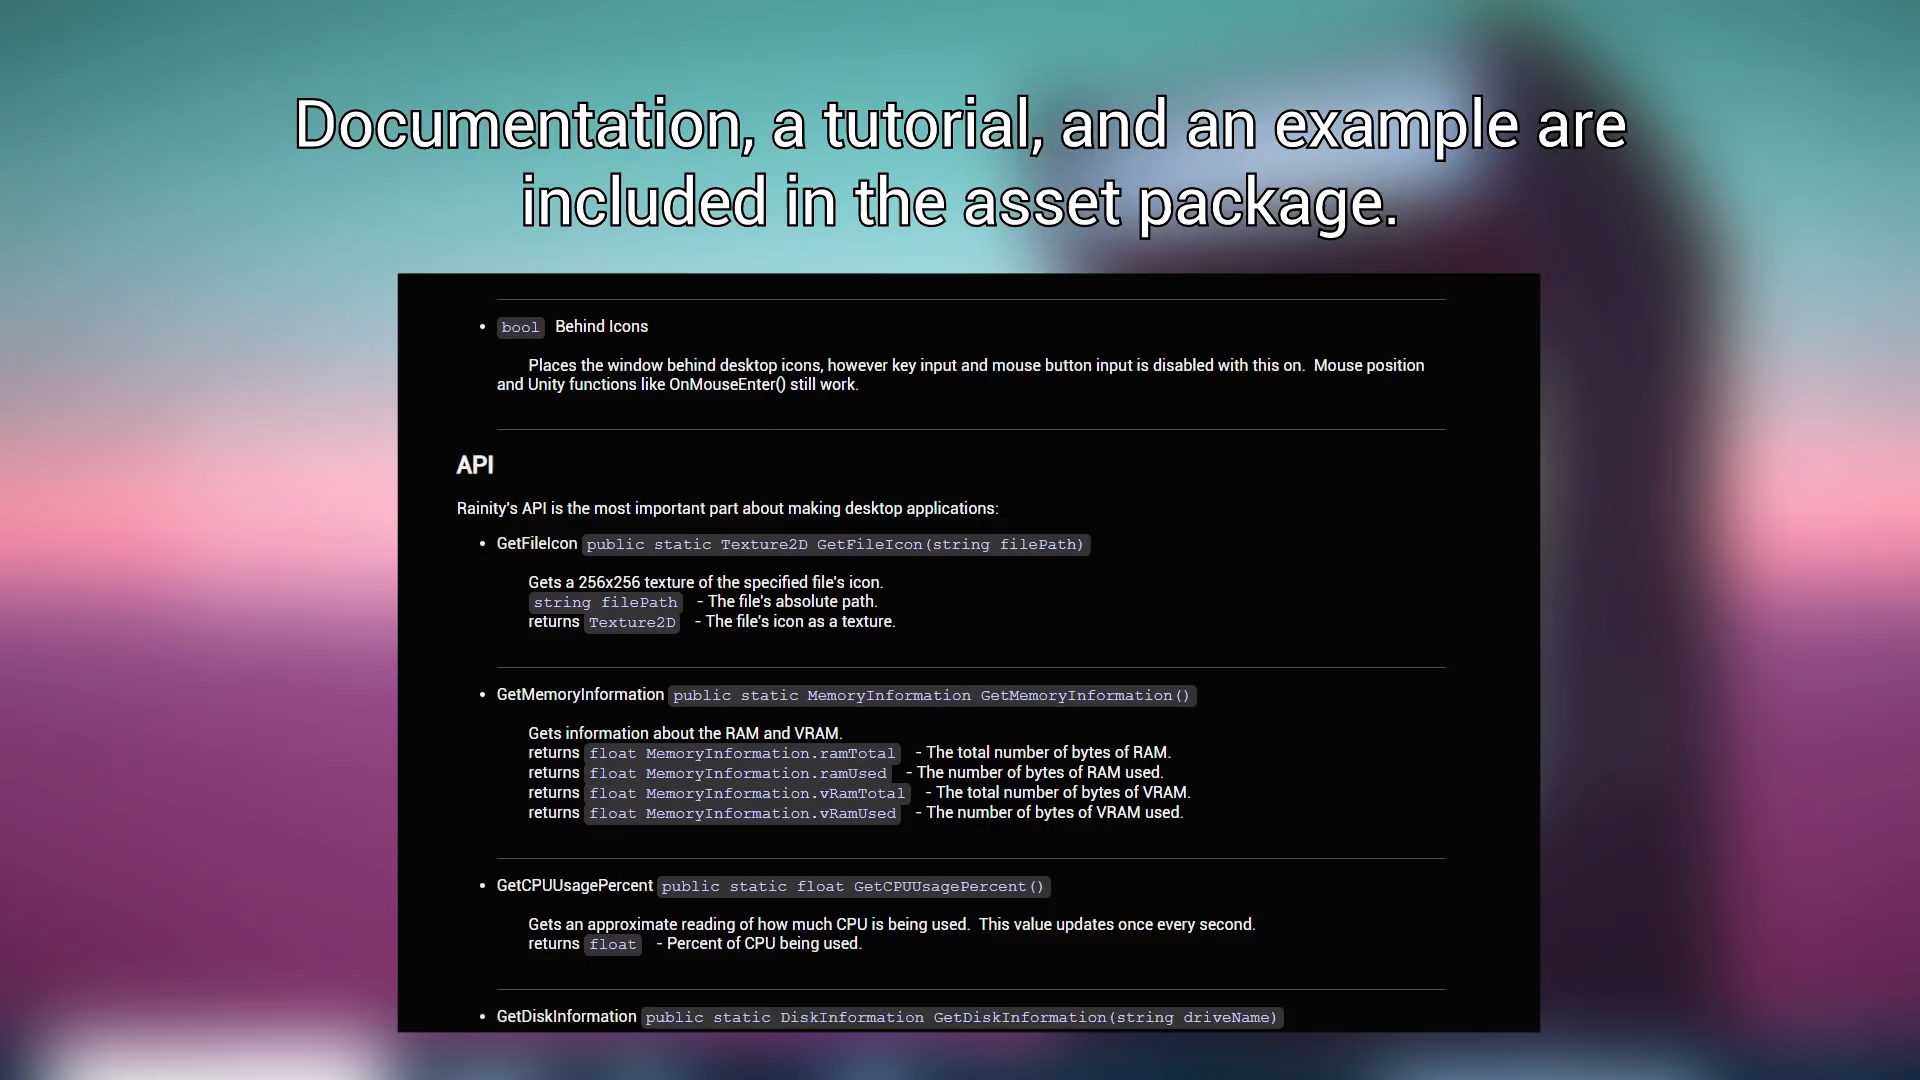 Documentation, a tutorial, and an example are
included in the asset package.
• bool Behind Icons
Places the window behind desktop icons, however key input and mouse button input is disabled with this on. Mouse position
and Unity functions like OnMouseEnter() still work.
API
Rainity's API is the most important part about making desktop applications:
• GetFileIcon public static Texture2D GetFileIcon(string filePath)
Gets a 256x256 texture of the specified file's icon.
string filePath - The file's absolute path.
returns Texture2D - The file's icon as a texture.
• GetMemoryInformation public static MemoryInformation GetMemoryInformation()
Gets information about the RAM and VRAM.
returns float MemoryInformation.ramTotal - The total number of bytes of RAM.
returns float MemoryInformation.ramUsed - The number of bytes of RAM used.
returns float MemoryInformation.vRamTotal - The total number of bytes of VRAM.
returns float MemoryInformation.vRamUsed - The number of bytes of VRAM used.
• GetCPUUsagePercent public static float GetCPUUsagePercent()
Gets an approximate reading of how much CPU is being used. This value updates once every second.
returns float - Percent of CPU being used.
• GetDiskInformation public static DiskInformation GetDiskInformation(string driveName)